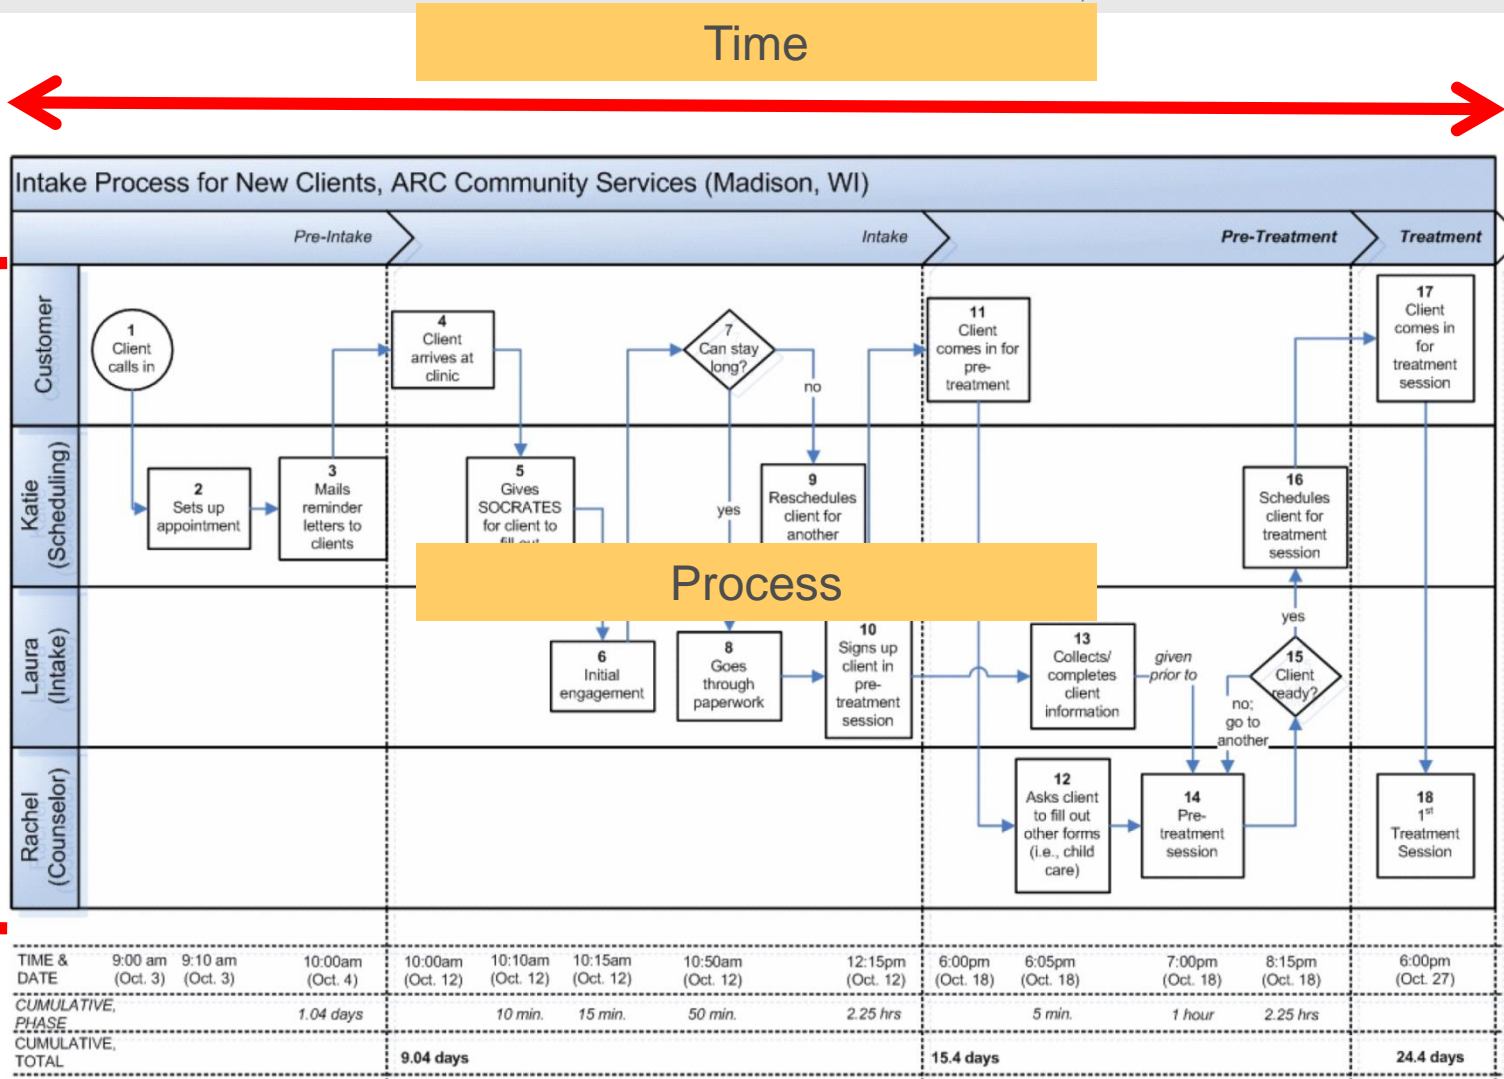 Time
Intake Process for New Clients, ARC Community Services (Madison, WI)
Pre-Intake
Intake
Pre-Treatment
Treatment
Customer
1
Client
calls in
4
Client
arrives at
clinic
7
Can stay
long?
no
11
Client
comes in for
pre-
treatment
17
Client
comes in
for
treatment
session
Katie
(Scheduling)
2
Sets up
appointment
3
Mails
reminder
letters to
clients
5
Gives
SOCRATES
for client to
fill out
yes
9
Reschedules
client for
another
16
Schedules
client for
treatment
session
Process
Laura
(Intake)
6
Initial
engagement
8
Goes
through
paperwork
10
Signs up
client in
pre-
treatment
session
13
Collects/
completes
client
information
given
prior to
yes
15
Client
ready?
no;
go to
another
Rachel
(Counselor)
12
Asks client
to fill out
other forms
(i.e., child
care)
14
Pre-
treatment
session
18
1st
Treatment
Session
TIME &
DATE
9:00 am
(Oct. 3)
9:10 am
(Oct. 3)
10:00am
(Oct. 4)
10:00am
(Oct. 12)
10:10am
(Oct. 12)
10:15am
(Oct. 12)
10:50am
(Oct. 12)
12:15pm
(Oct. 12)
6:00pm
(Oct. 18)
6:05pm
(Oct. 18)
7:00pm
(Oct. 18)
8:15pm
(Oct. 18)
6:00pm
(Oct. 27)
CUMULATIVE,
PHASE
1.04 days
10 min.
15 min.
50 min.
2.25 hrs
5 min.
1 hour
2.25 hrs
CUMULATIVE,
TOTAL
9.04 days
15.4 days
24.4 days